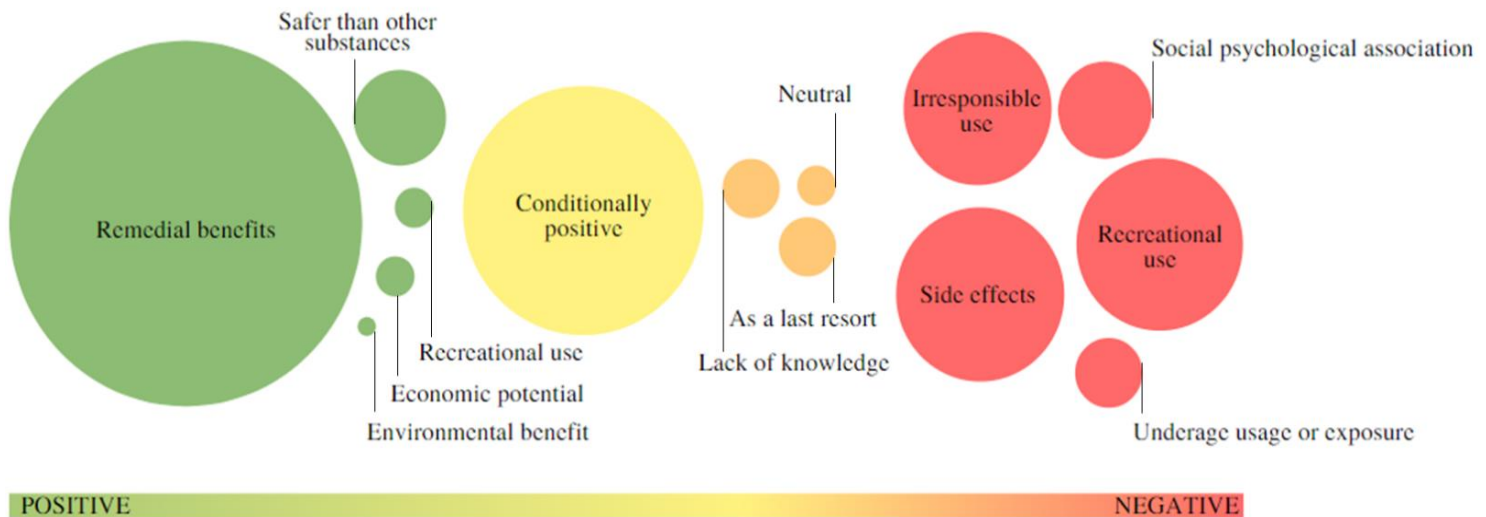 Safer than other
substances
Remedial benefits
Recreational use
Economic potential
Environmental benefit
Conditionally
positive
Neutral
As a last resort
Lack of knowledge
Irresponsible
use
Social psychological association
Side effects
Recreational
use
Underage usage or exposure
POSITIVE
NEGATIVE